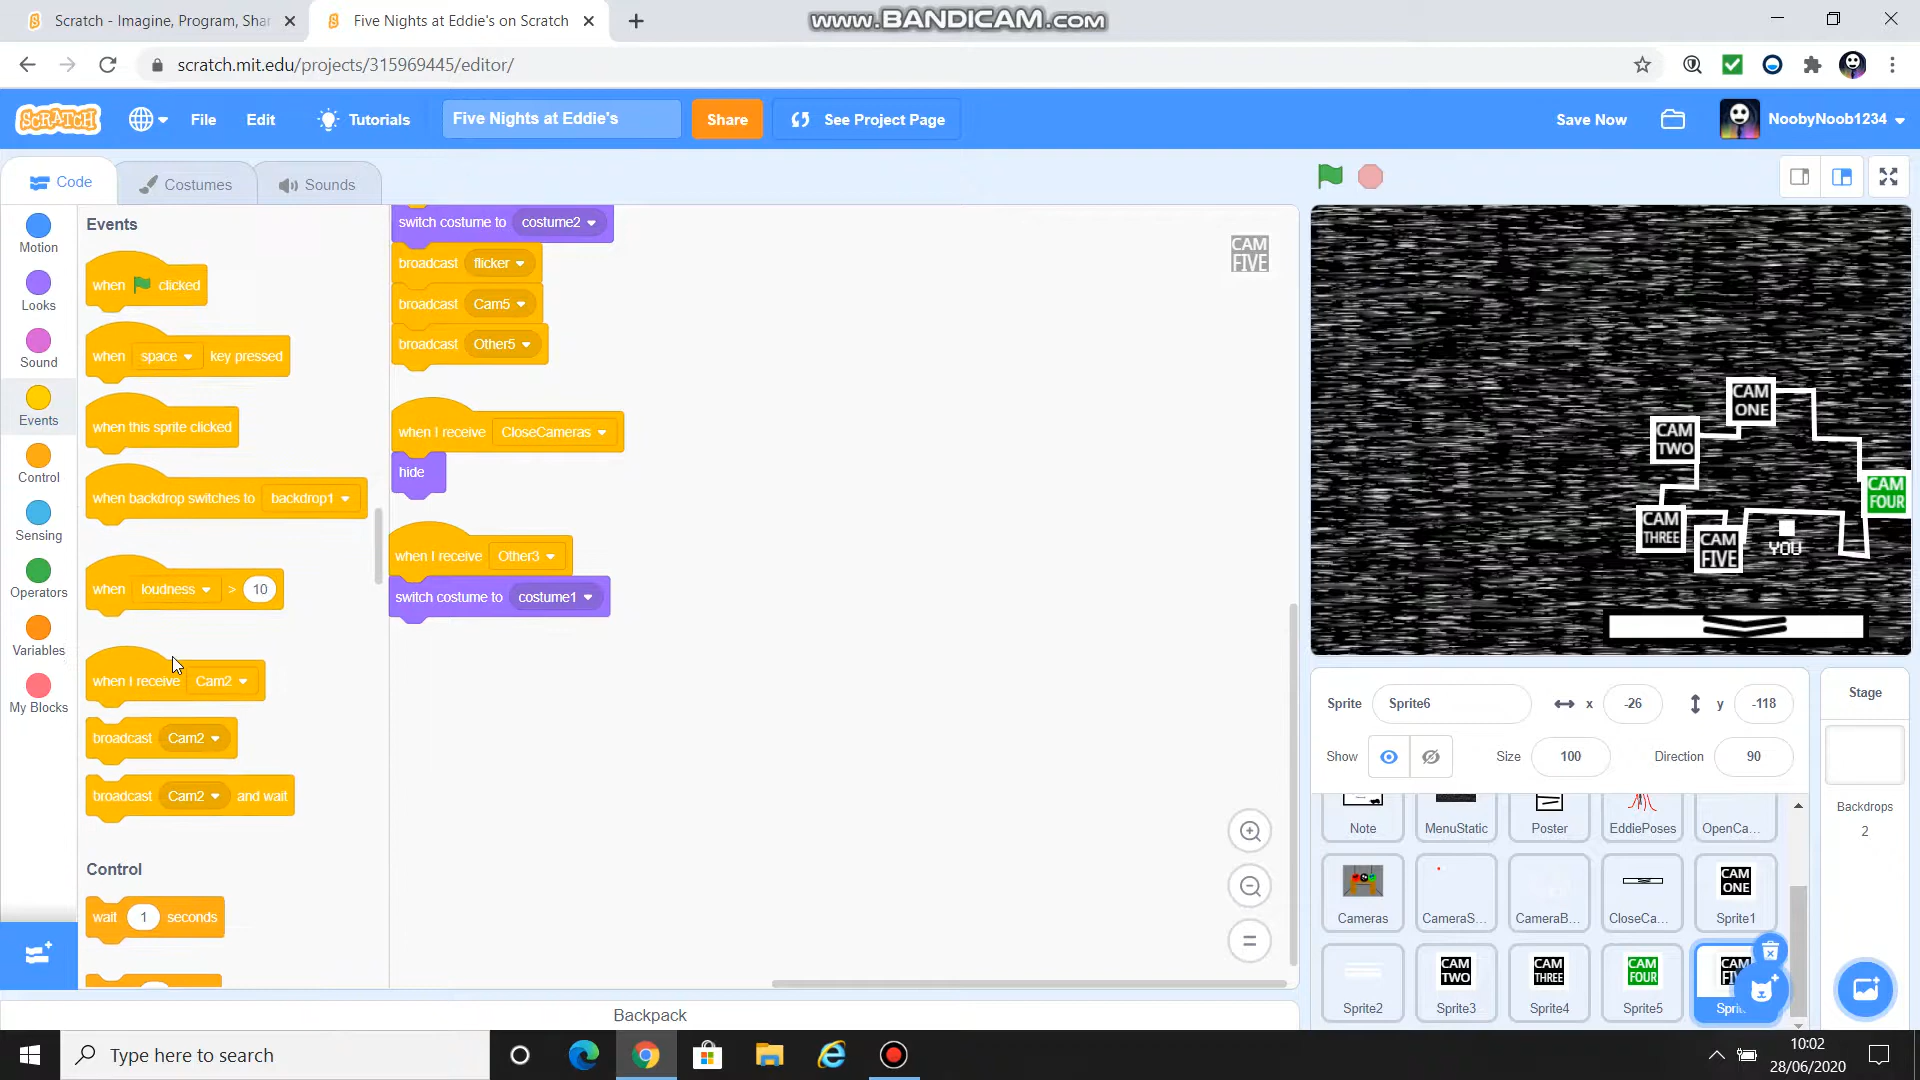 Scratch - Imagine, Program, Shar
Five Nights at Eddie's on Scratch
www.BANDICAM.com
scratch.mit.edu/projects/315969445/editor/
SCRATCH
File
Edit
Tutorials
Five Nights at Eddie's
Share
See Project Page
Save Now
NoobyNoob1234
Code
Costumes
Sounds
Motion
Looks
Sound
Events
Control
Sensing
Operators
Variables
My Blocks
Events
when clicked
when space key pressed
when this sprite clicked
when backdrop switches to backdrop1
when loudness > 10
when I receive Cam2
broadcast Cam2
broadcast Cam2 and wait
Control
wait 1 seconds
switch costume to costume2
broadcast flicker
broadcast Cam5
broadcast Other5
when I receive CloseCameras
hide
when I receive Other3
switch costume to costume1
CAM
FIVE
Backpack
CAM
ONE
CAM
TWO
CAM
FOUR
CAM
THREE
CAM
FIVE
YOU
Sprite Sprite6 x -26 y -118
Show Size 100 Direction 90
Note
MenuStatic
Poster
EddiePoses
OpenCa...
Cameras
CameraS...
CameraB...
CloseCa...
CAM
ONE
Sprite1
Sprite2
CAM
TWO
Sprite3
CAM
THREE
Sprite4
CAM
FOUR
Sprite5
Stage
Backdrops
2
Type here to search
10:02
28/06/2020